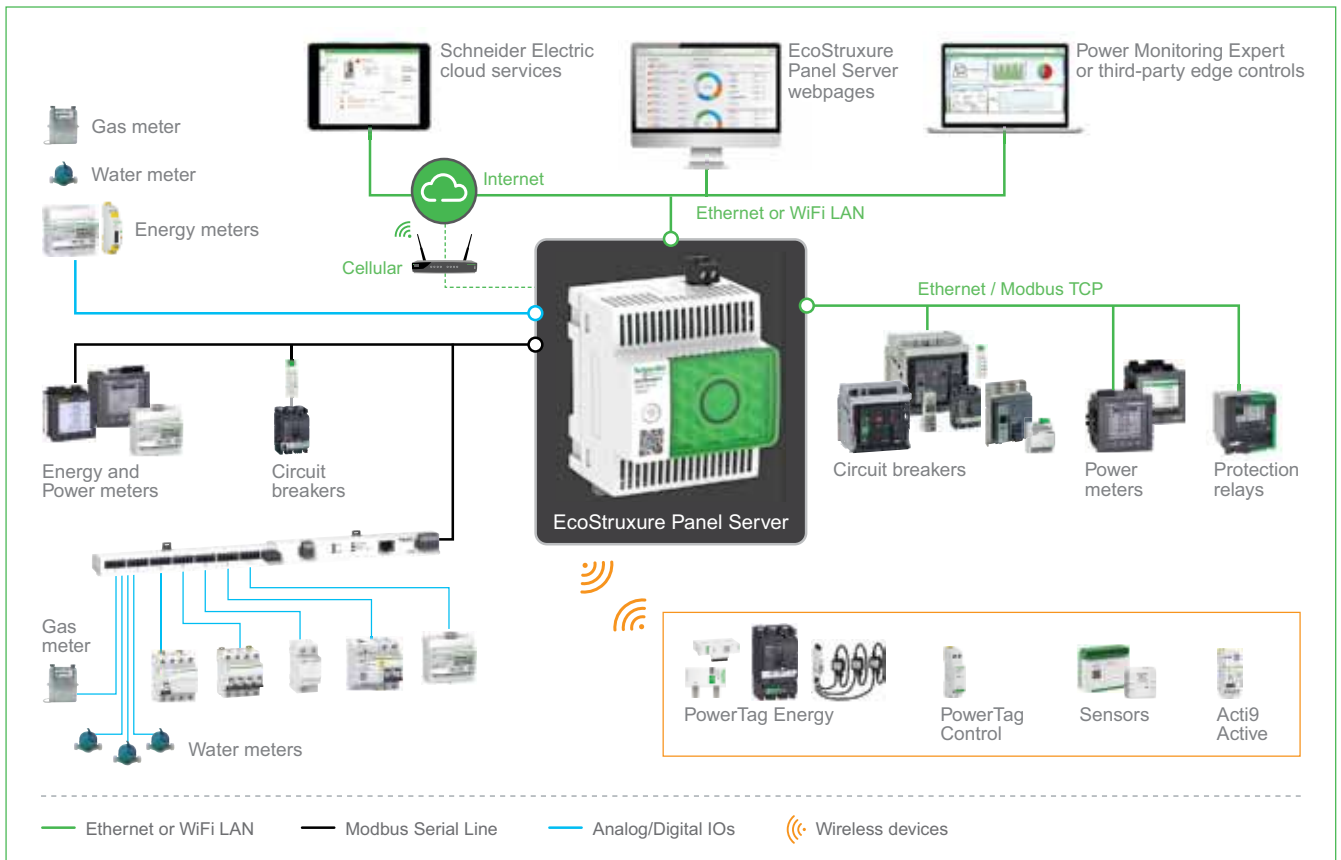 Schneider Electric
cloud services
EcoStruxure
Panel Server
webpages
Power Monitoring Expert
or third-party edge controls
Gas meter
Water meter
Energy meters
Internet
Ethernet or WiFi LAN
Cellular
Ethernet / Modbus TCP
Energy and
Power meters
Circuit
breakers
EcoStruxure Panel Server
Circuit breakers
Power
meters
Protection
relays
Gas
meter
Water meters
PowerTag Energy
PowerTag
Control
Sensors
Acti9
Active
Ethernet or WiFi LAN
Modbus Serial Line
Analog/Digital IOs
Wireless devices